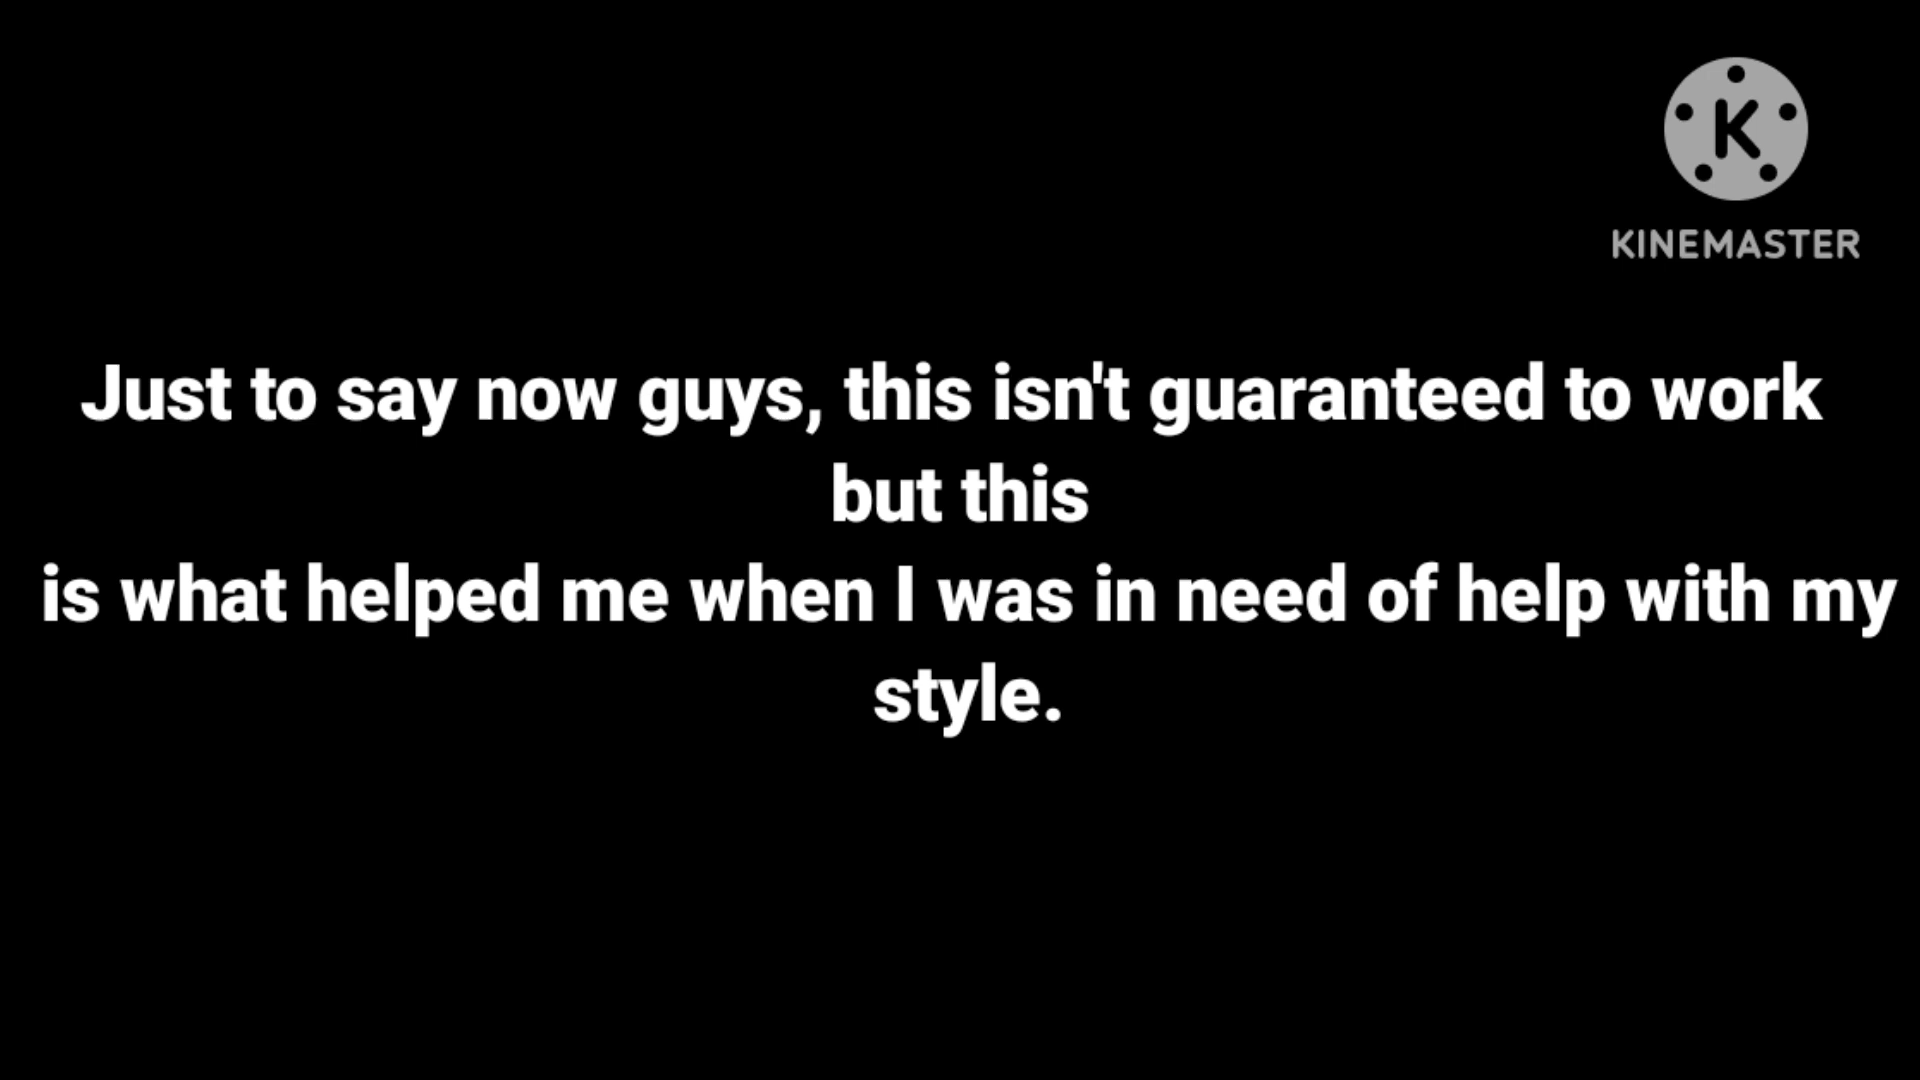 K
KINEMASTER
Just to say now guys, this isn't guaranteed to work
but this
is what helped me when I was in need of help with my
style.